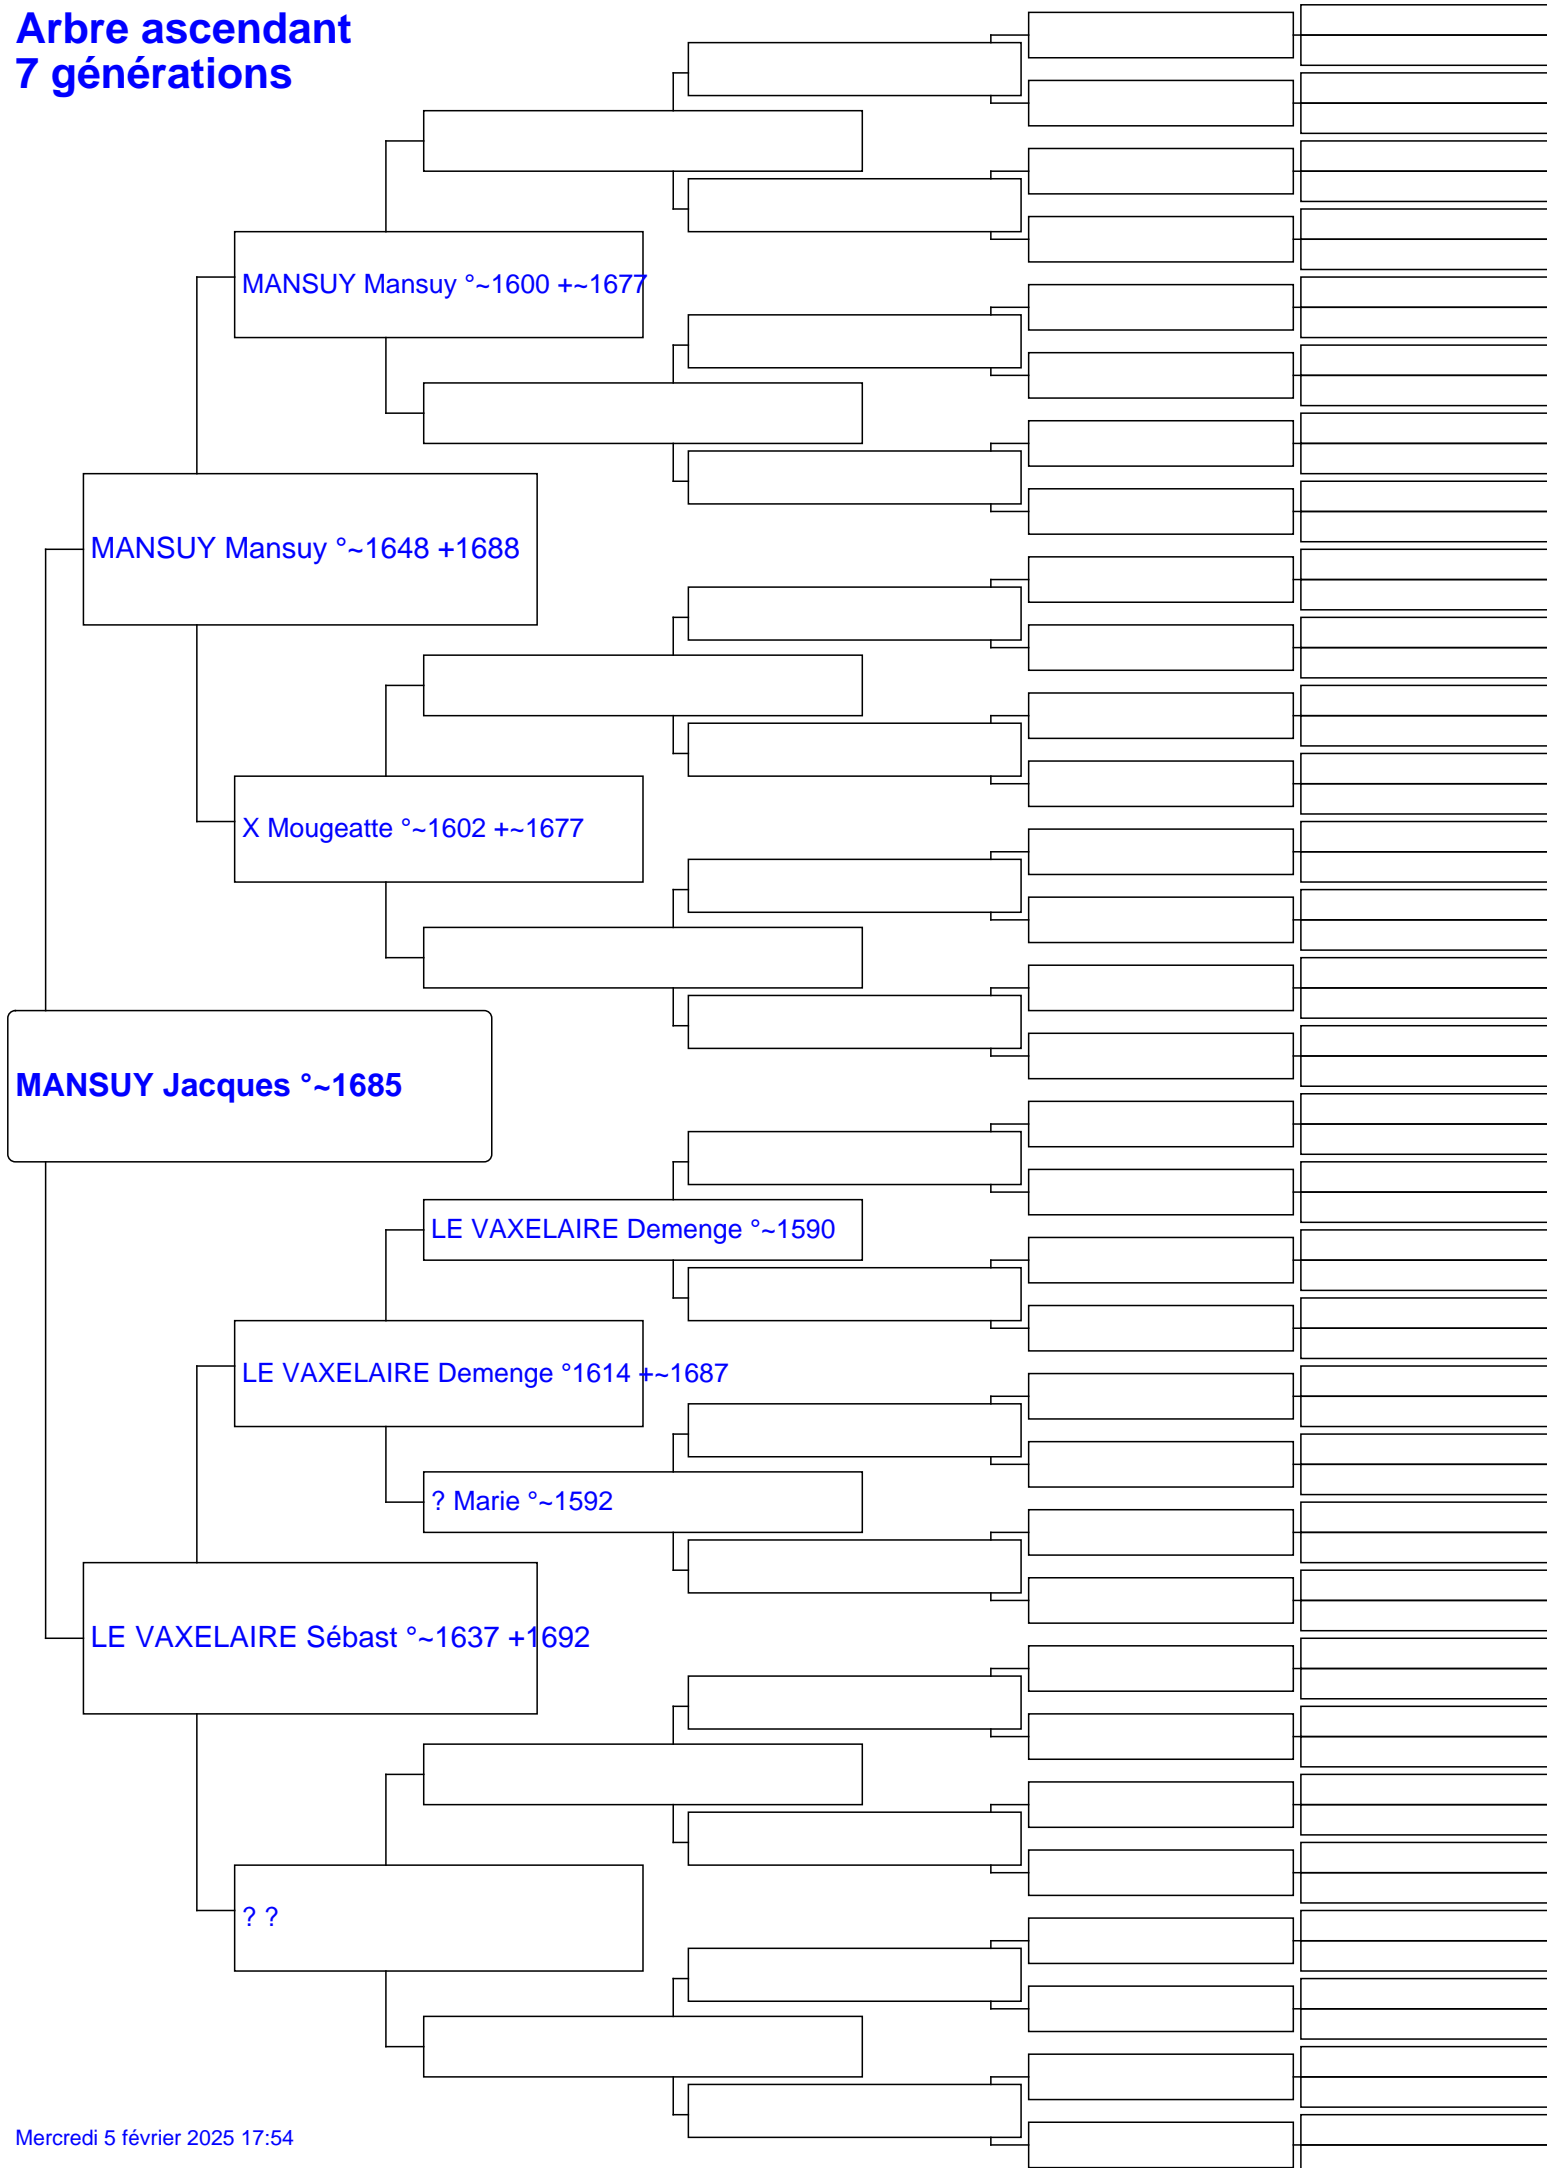 Arbre ascendant
7 générations
MANSUY Mansuy °~1600 +~1677
MANSUY Mansuy °~1648 +1688
X Mougeatte °~1602 +~1677
MANSUY Jacques °~1685
LE VAXELAIRE Demenge °~1590
LE VAXELAIRE Demenge °1614 +~1687
? Marie °~1592
LE VAXELAIRE Sébast °~1637 +1692
? ?
Mercredi 5 février 2025 17:54